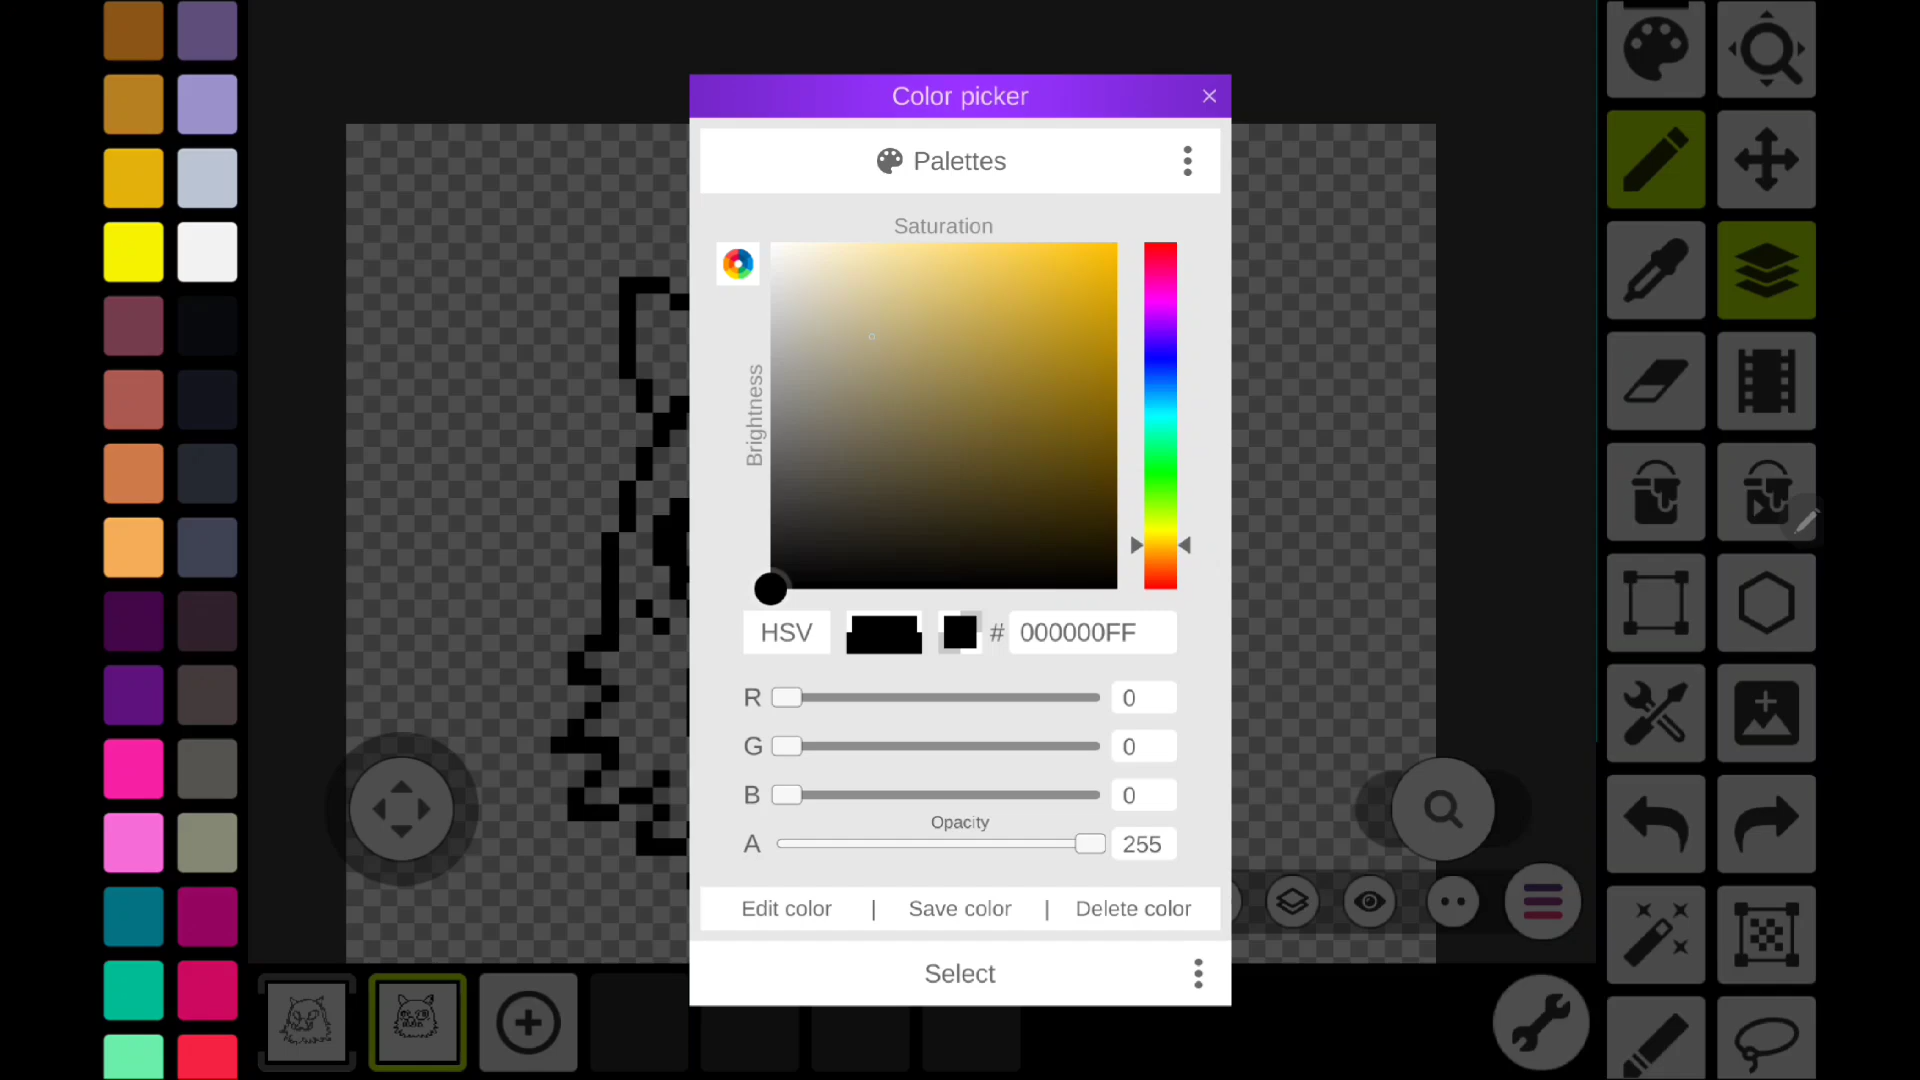 Color picker
Palettes
Saturation
Brightness
HSV
# 000000FF
R 0
G 0
B 0
Opacity
A 255
Edit color | Save color | Delete color
Select